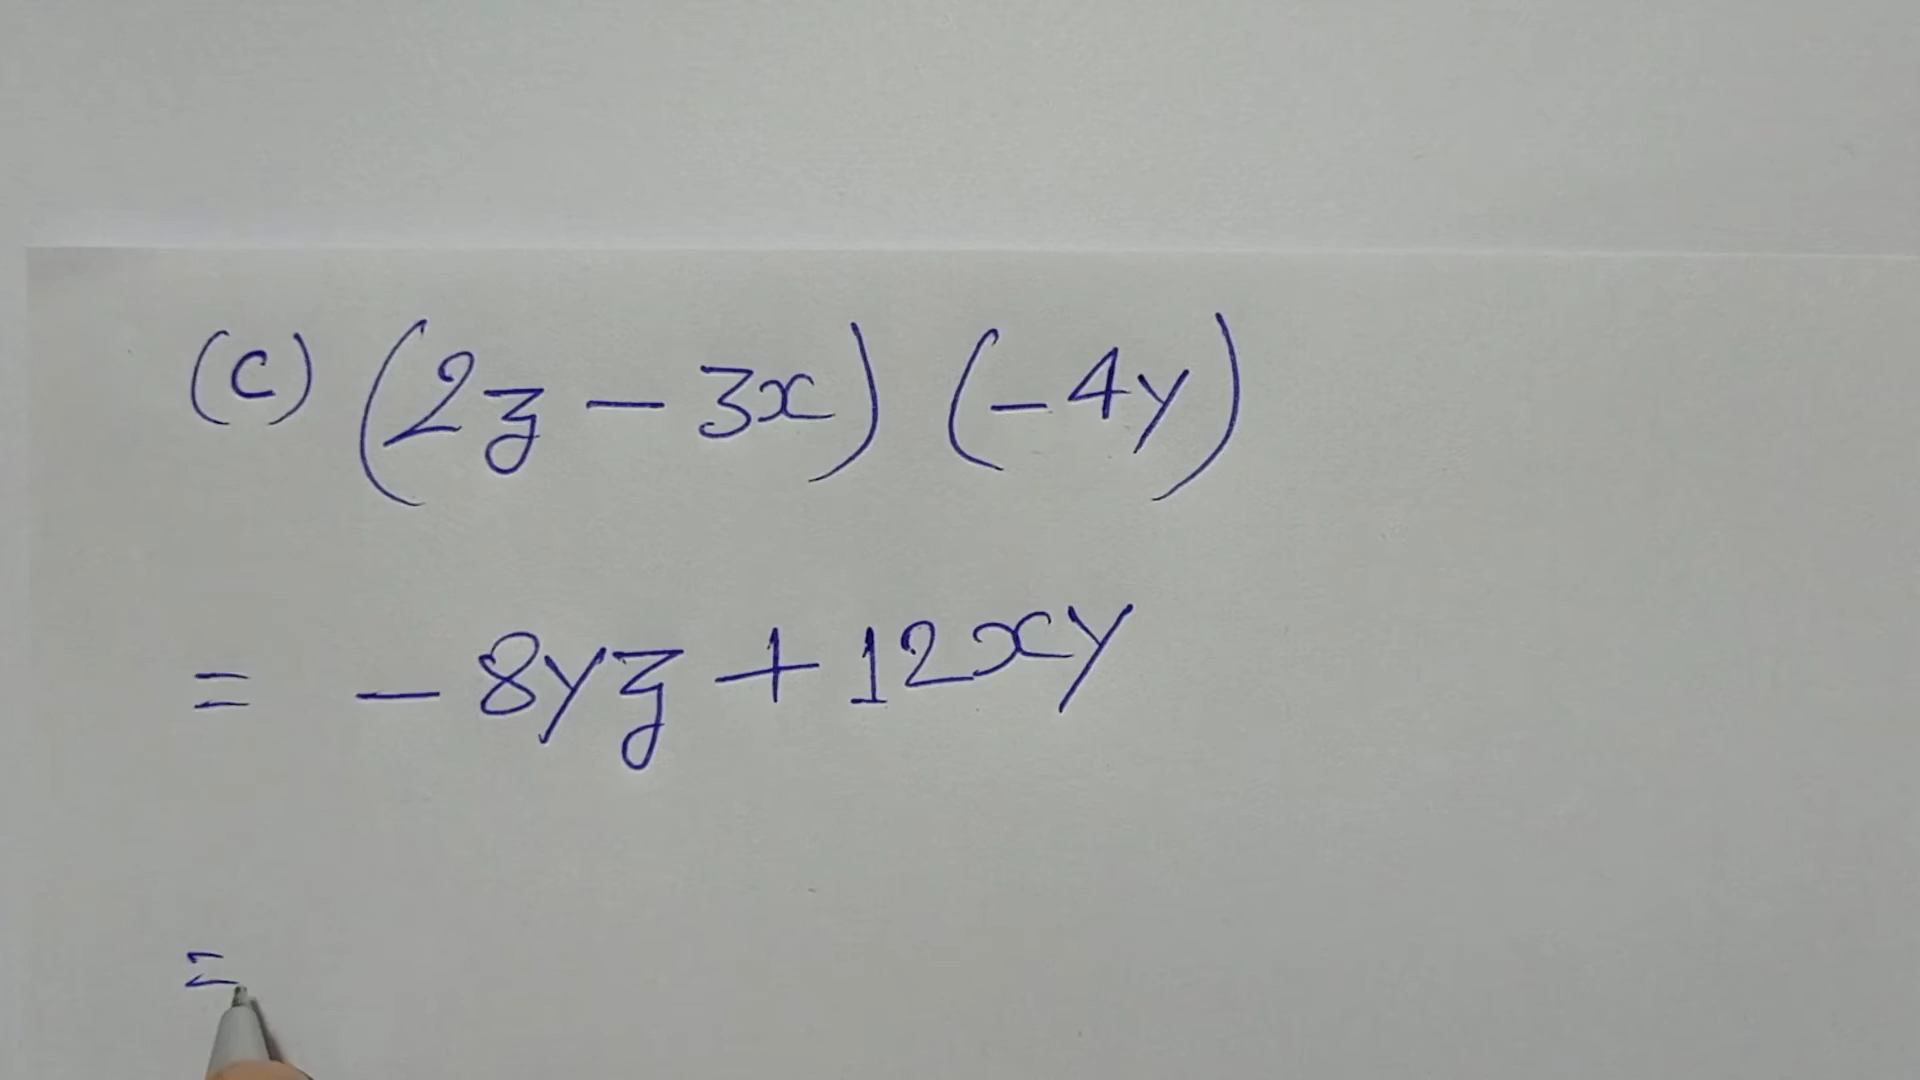 (c) (2z - 3x) (-4y)
= - 8yz + 12xy
=